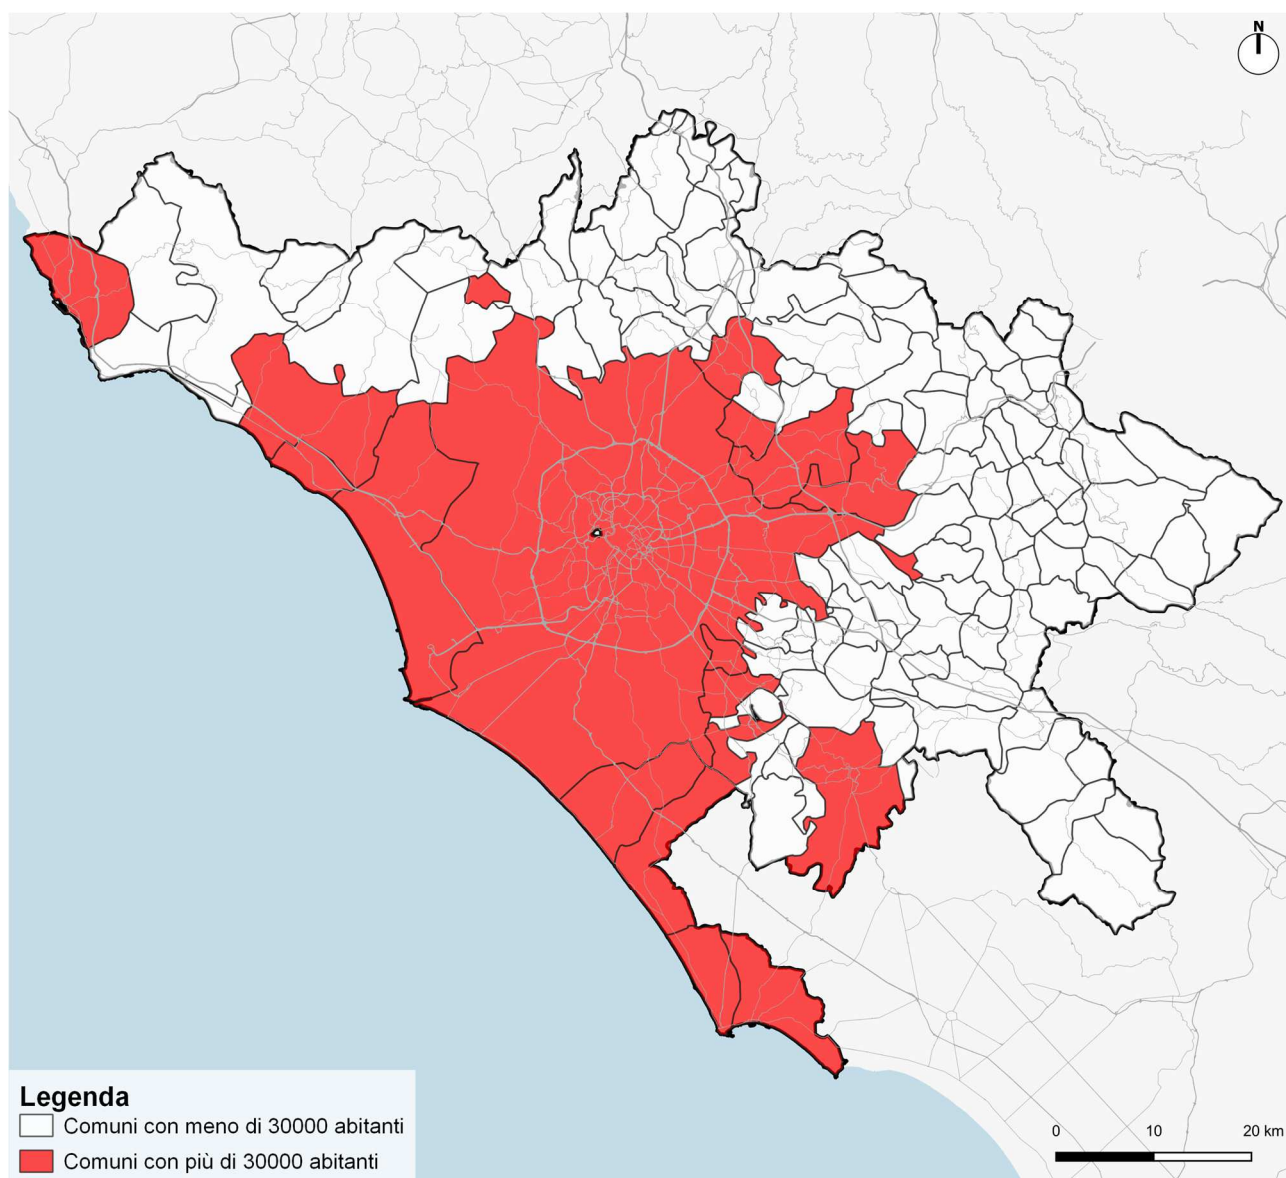 N
Legenda
Comuni con meno di 30000 abitanti
Comuni con più di 30000 abitanti
0 10 20 km